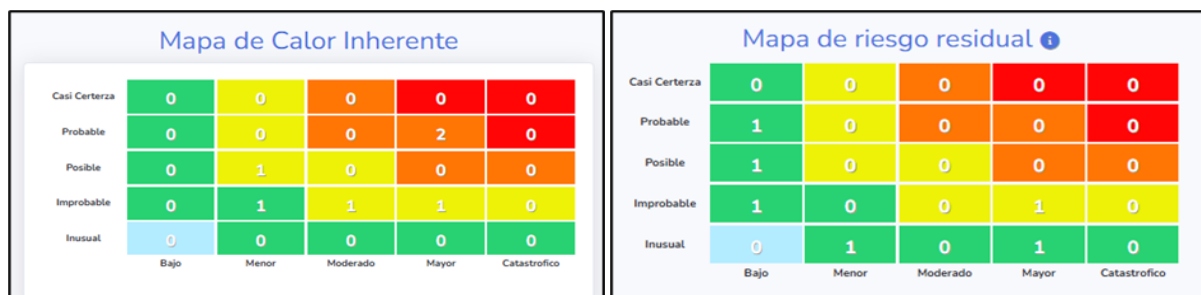 Mapa de Calor Inherente
Casi Certerza 0 0 0 0 0
Probable 0 0 0 2 0
Posible 0 1 0 0 0
Improbable 0 1 1 1 0
Inusual 0 0 0 0 0
Bajo Menor Moderado Mayor Catastrofico
Mapa de riesgo residual i
Casi Certerza 0 0 0 0 0
Probable 1 0 0 0 0
Posible 1 0 0 0 0
Improbable 1 0 0 1 0
Inusual 0 1 0 1 0
Bajo Menor Moderado Mayor Catastrofico